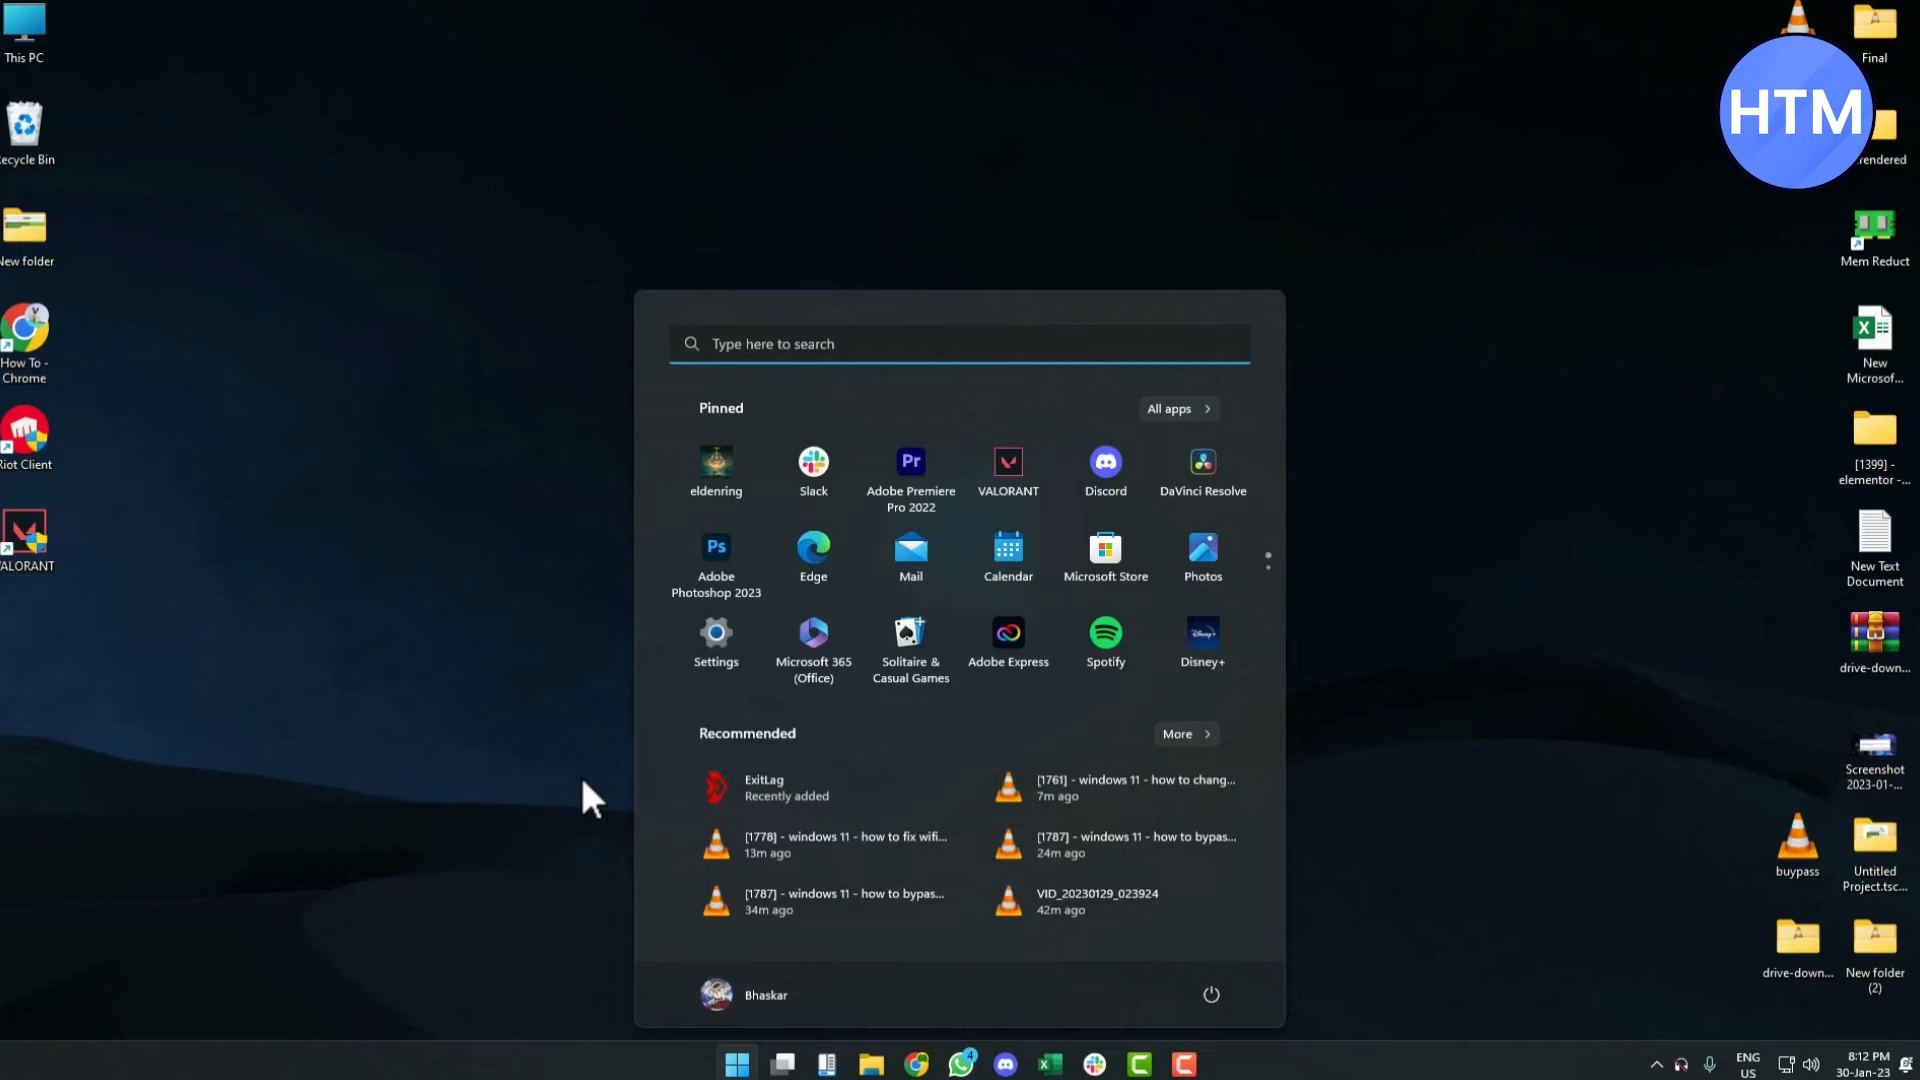 This PC
ecycle Bin
New folder
How To -
Chrome
Riot Client
ALORANT
Type here to search
Pinned
All apps
eldenring
Slack
Pr
Adobe Premiere
Pro 2022
VALORANT
Discord
DaVinci Resolve
Ps
Adobe
Photoshop 2023
Edge
Mail
Calendar
Microsoft Store
Photos
Settings
Microsoft 365
(Office)
Solitaire &
Casual Games
Adobe Express
Spotify
Disney+
Disney+
Recommended
More
ExitLag
Recently added
[1761] - windows 11 - how to chang...
7m ago
[1778] - windows 11 - how to fix wifi...
13m ago
[1787] - windows 11 - how to bypas...
24m ago
[1787] - windows 11 - how to bypas...
34m ago
VID_20230129_023924
42m ago
Bhaskar
Final
HTM
rendered
Mem Reduct
New
Microsof...
[1399] -
elementor -...
New Text
Document
drive-down...
Screenshot
2023-01-...
buypass
Untitled
Project.tsc...
drive-down...
New folder
(2)
4
ENG
US
8:12 PM
30-Jan-23